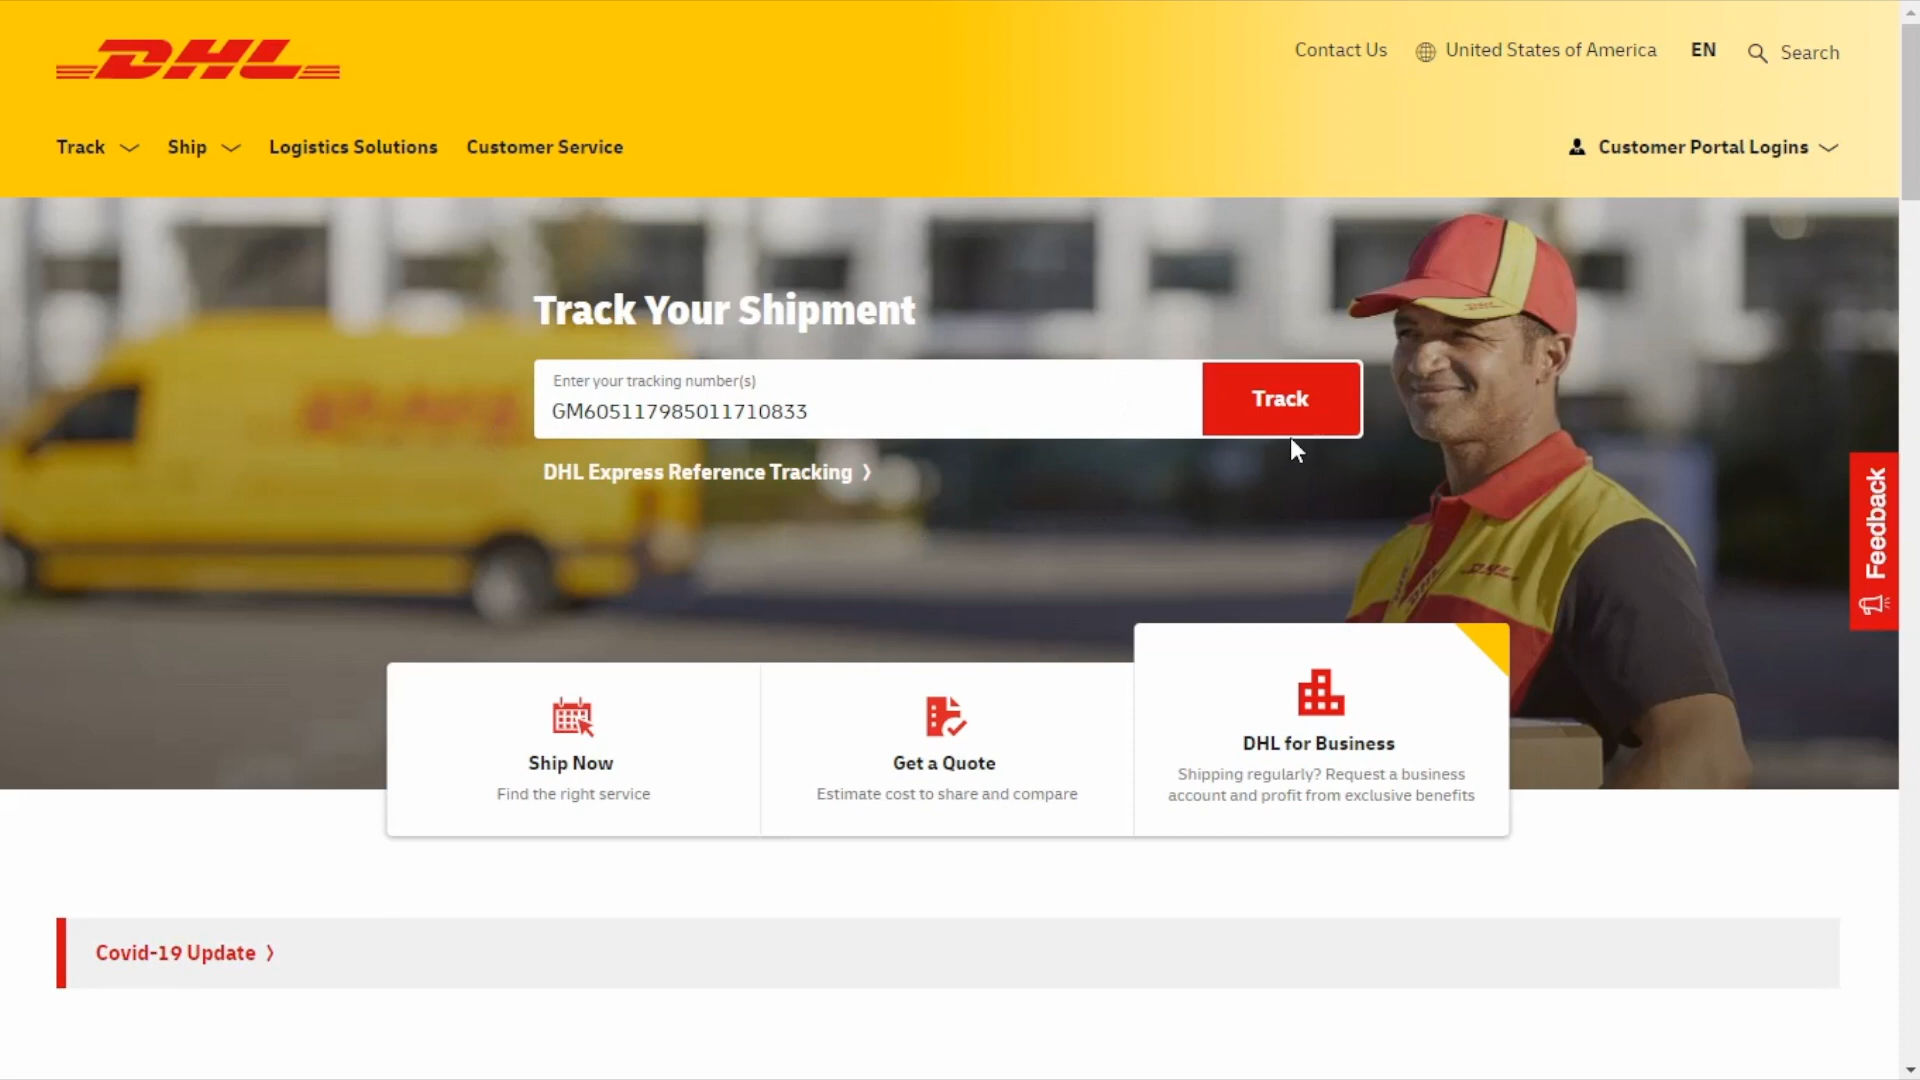 DHL
Contact Us
United States of America
EN
Search
Track
Ship
Logistics Solutions
Customer Service
Customer Portal Logins
Track Your Shipment
Enter your tracking number(s)
GM605117985011710833
Track
DHL Express Reference Tracking
Feedback
Ship Now
Find the right service
Get a Quote
Estimate cost to share and compare
DHL for Business
Shipping regularly? Request a business
account and profit from exclusive benefits
Covid-19 Update